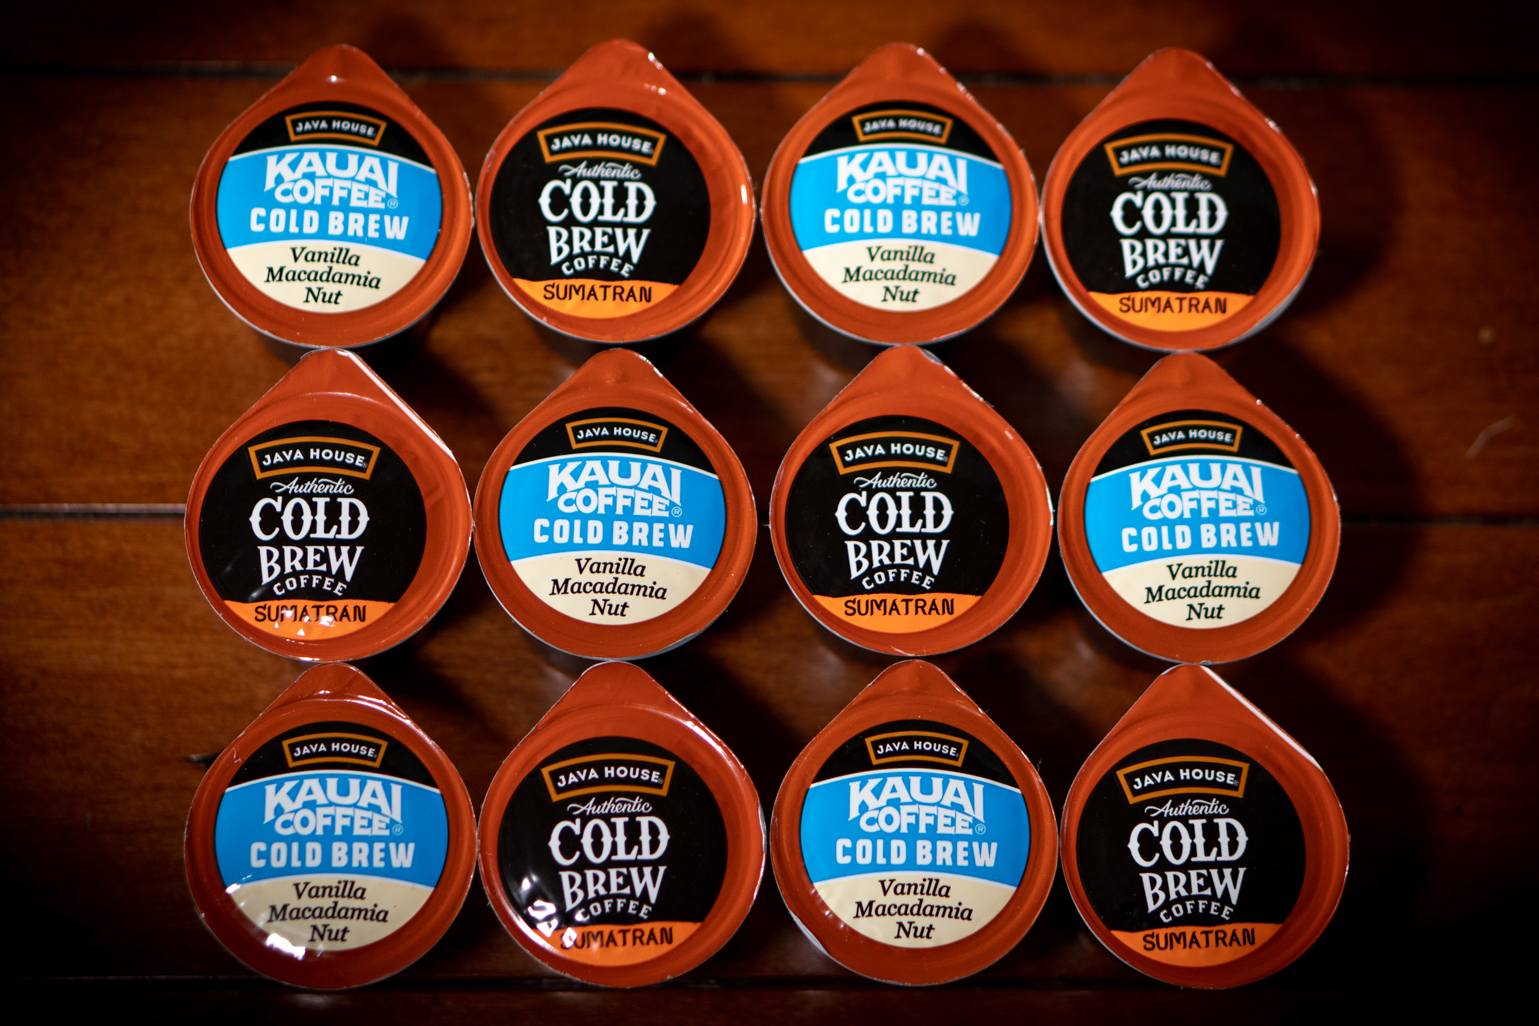 JAVA HOUSE
KAUAI
COFFEE®
COLD BREW
Vanilla
Macadamia
Nut
JAVA HOUSE
Authentic
COLD
BREW
COFFEE
SUMATRAN
JAVA HOUSE
KAUAI
COFFEE®
COLD BREW
Vanilla
Macadamia
Nut
JAVA HOUSE
Authentic
COLD
BREW
COFFEE
SUMATRAN
JAVA HOUSE
Authentic
COLD
BREW
COFFEE
SUMATRAN
JAVA HOUSE
KAUAI
COFFEE®
COLD BREW
Vanilla
Macadamia
Nut
JAVA HOUSE
Authentic
COLD
BREW
COFFEE
SUMATRAN
JAVA HOUSE
KAUAI
COFFEE®
COLD BREW
Vanilla
Macadamia
Nut
JAVA HOUSE
KAUAI
COFFEE®
COLD BREW
Vanilla
Macadamia
Nut
JAVA HOUSE
Authentic
COLD
BREW
COFFEE
SUMATRAN
JAVA HOUSE
KAUAI
COFFEE®
COLD BREW
Vanilla
Macadamia
Nut
JAVA HOUSE
Authentic
COLD
BREW
COFFEE
SUMATRAN